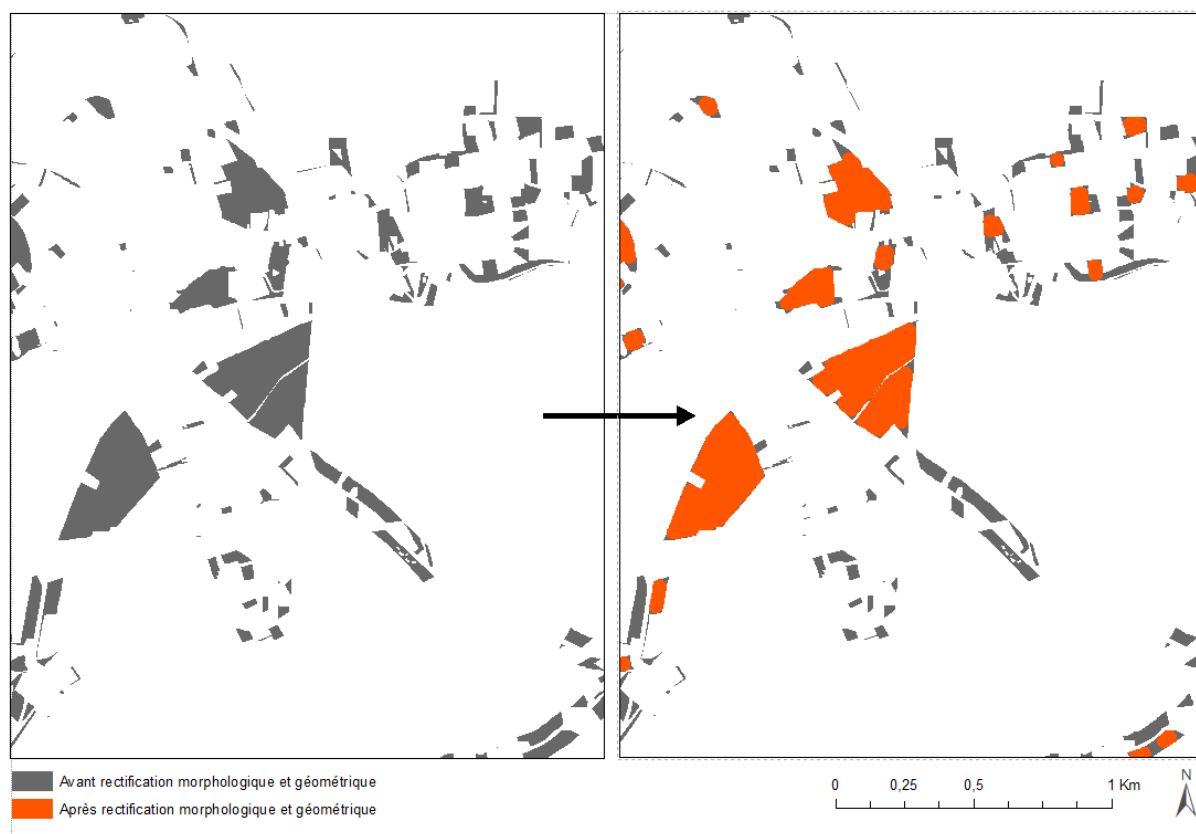 Avant rectification morphologique et géométrique
Après rectification morphologique et géométrique
0 0,25 0,5 1 Km
N